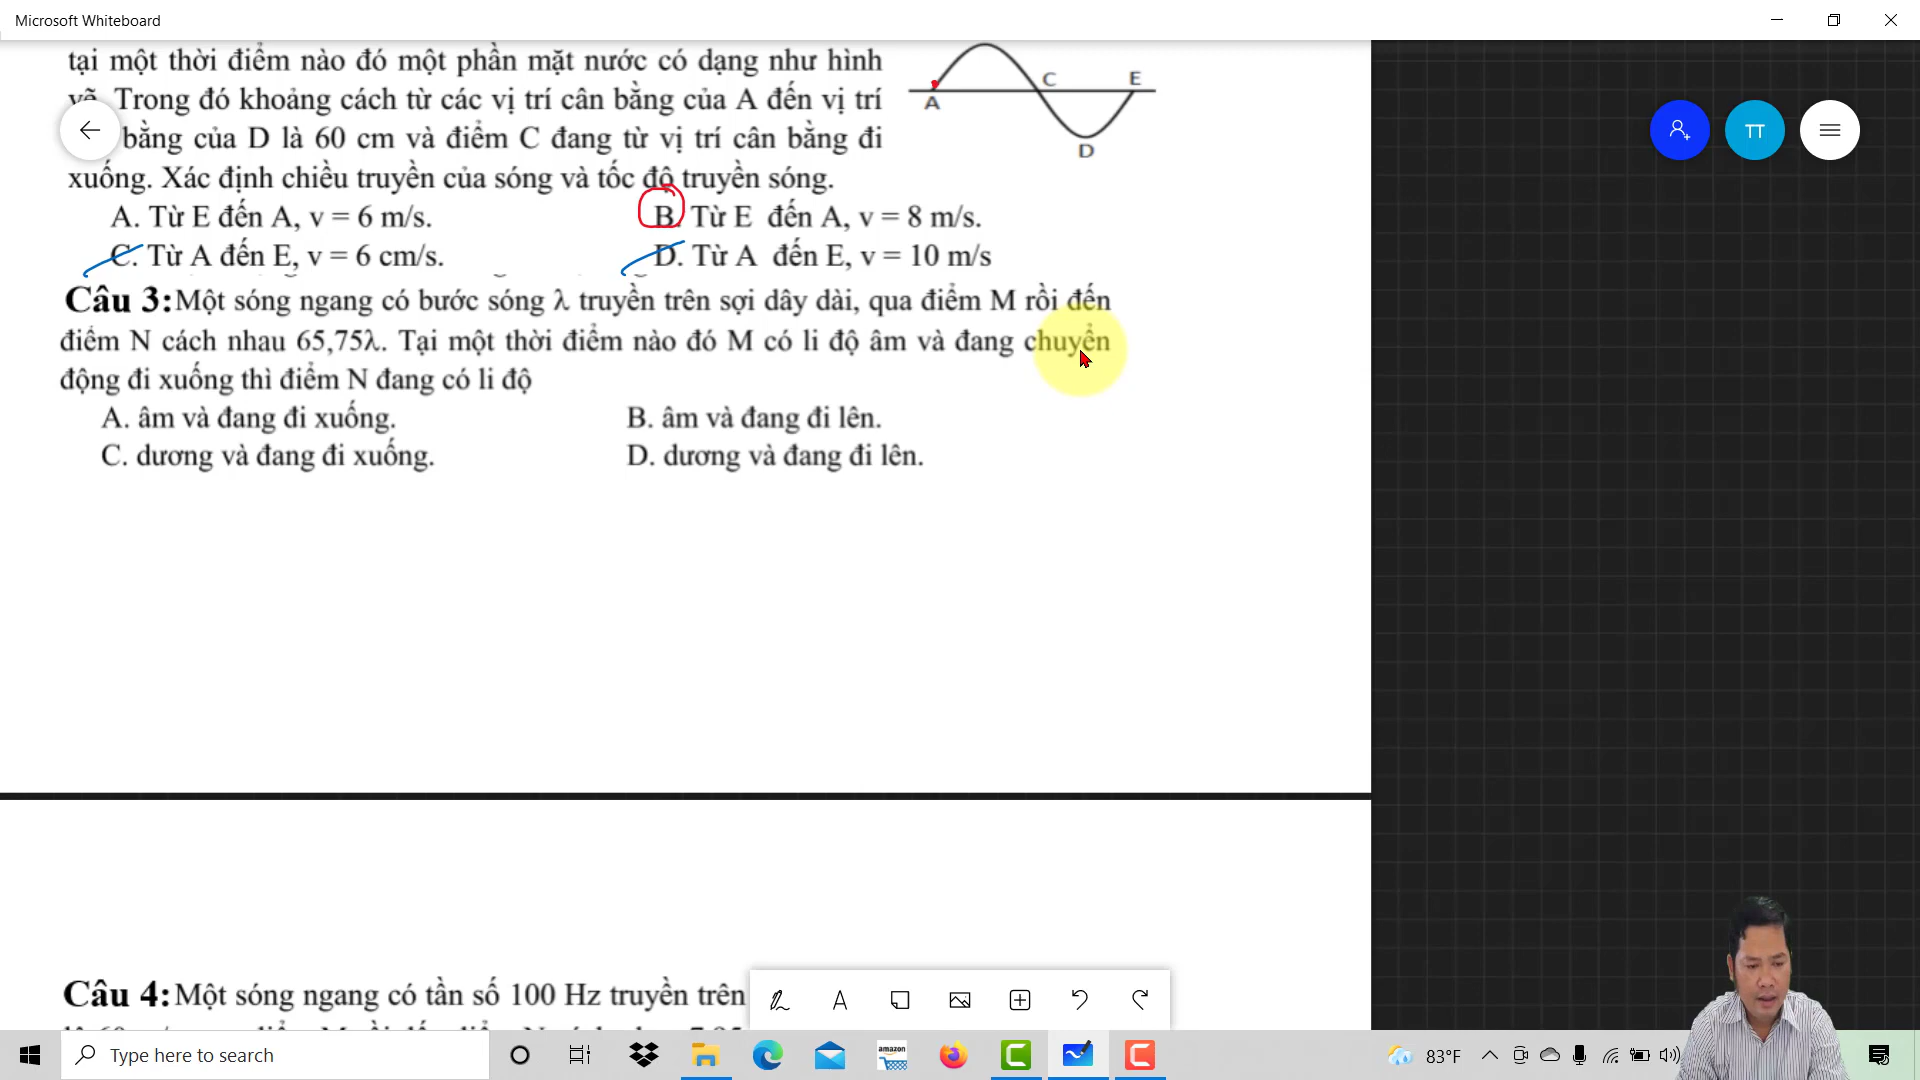 Microsoft Whiteboard
tại một thời điểm nào đó một phần mặt nước có dạng như hình
vẽ. Trong đó khoảng cách từ các vị trí cân bằng của A đến vị trí
bằng của D là 60 cm và điểm C đang từ vị trí cân bằng đi
xuống. Xác định chiều truyền của sóng và tốc độ truyền sóng.
A
C
D
E
TT
A. Từ E đến A, v = 6 m/s.
B. Từ E đến A, v = 8 m/s.
C. Từ A đến E, v = 6 cm/s.
D. Từ A đến E, v = 10 m/s
Câu 3:Một sóng ngang có bước sóng λ truyền trên sợi dây dài, qua điểm M rồi đến
điểm N cách nhau 65,75λ. Tại một thời điểm nào đó M có li độ âm và đang chuyển
động đi xuống thì điểm N đang có li độ
A. âm và đang đi xuống.
B. âm và đang đi lên.
C. dương và đang đi xuống.
D. dương và đang đi lên.
Câu 4:Một sóng ngang có tần số 100 Hz truyền trên
Type here to search
amazon
83°F